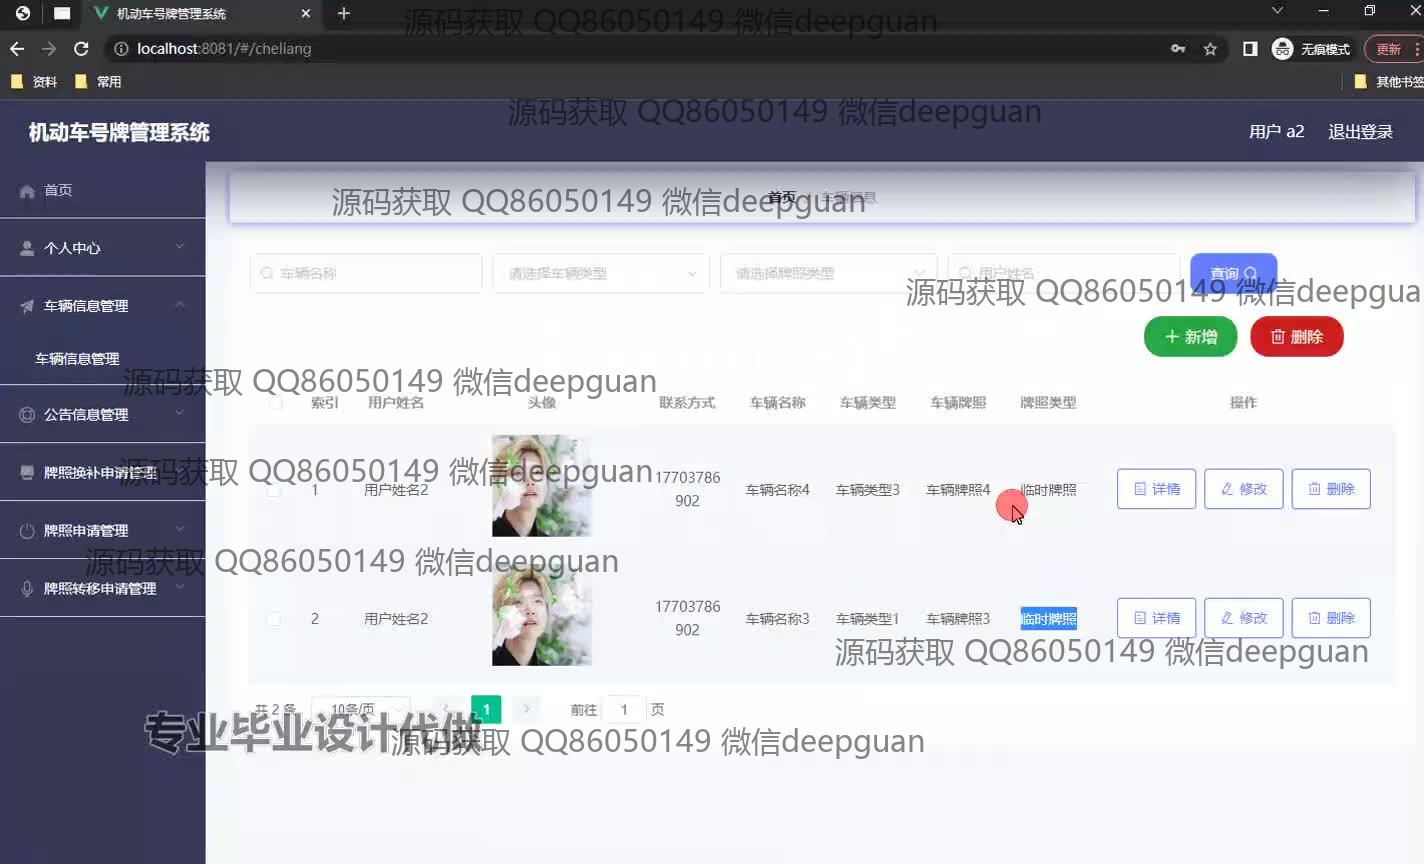 机动车号牌管理系统
源码获取 QQ86050149 微信deepguan
localhost:8081/#/cheliang
无痕模式
更新
资料
常用
其他书签
源码获取 QQ86050149 微信deepguan
机动车号牌管理系统
用户 a2
退出登录
首页
源码获取 QQ86050149 微信deepguan
首页
车辆信息
个人中心
车辆名称
请选择车辆类型
请选择牌照类型
用户姓名
查询
源码获取 QQ86050149 微信deepgua
车辆信息管理
新增
删除
车辆信息管理
源码获取 QQ86050149 微信deepguan
索引 用户姓名 头像 联系方式 车辆名称 车辆类型 车辆牌照 牌照类型 操作
公告信息管理
牌照换补申请管理
源码获取 QQ86050149 微信deepguan
1 用户姓名2 17703786902 车辆名称4 车辆类型3 车辆牌照4 临时牌照 详情 修改 删除
牌照申请管理
源码获取 QQ86050149 微信deepguan
牌照转移申请管理
2 用户姓名2 17703786902 车辆名称3 车辆类型1 车辆牌照3 临时牌照 详情 修改 删除
源码获取 QQ86050149 微信deepguan
共 2 条 10条/页 1 前往 1 页
专业毕业设计代做
源码获取 QQ86050149 微信deepguan